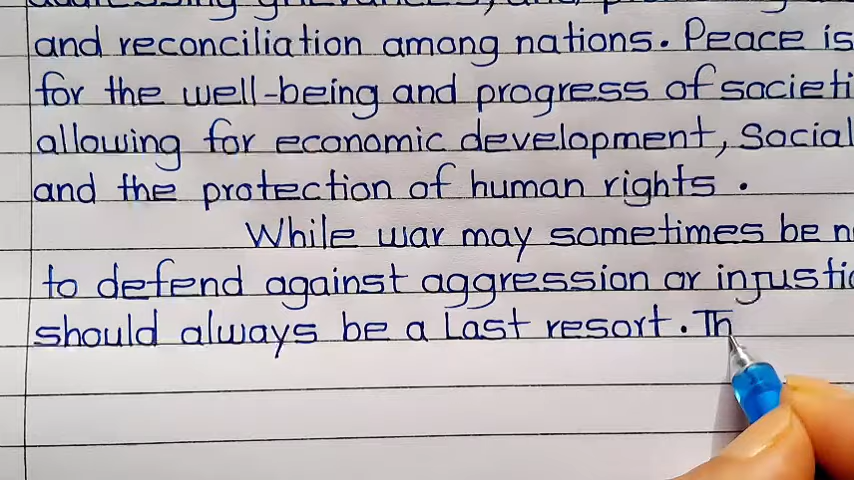 and reconciliation among nations. Peace is
for the well-being and progress of societi
allowing for economic development, Social
and the protection of human rights.
While war may sometimes be n
to defend against aggression or injustic
should always be a Last resort. Th